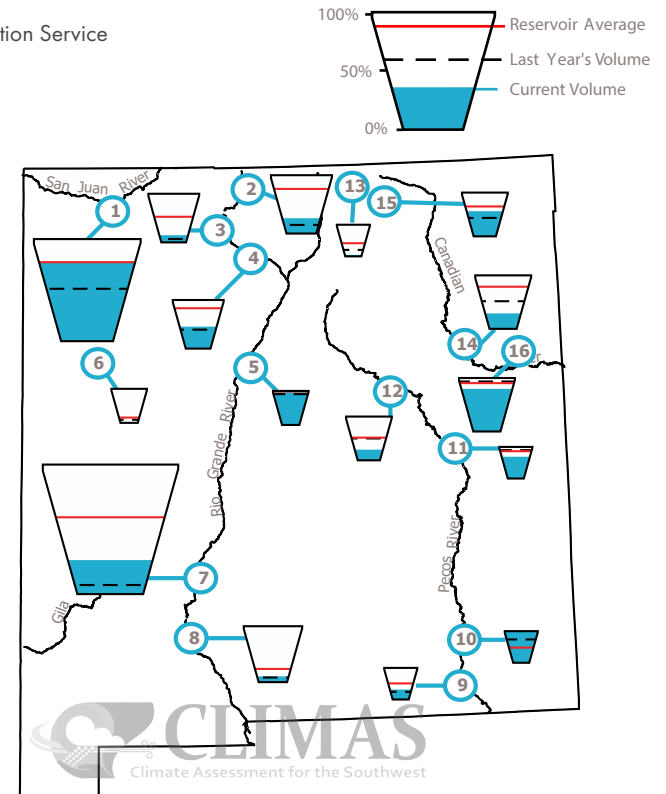 tion Service
100%
50%
0%
Reservoir Average
Last Year's Volume
Current Volume
San Juan River
1
2
3
4
13
15
Canadian
14
16
er
6
5
Rio Grande River
12
11
Pecos River
7
Gila
8
10
9
CLIMAS
Climate Assessment for the Southwest